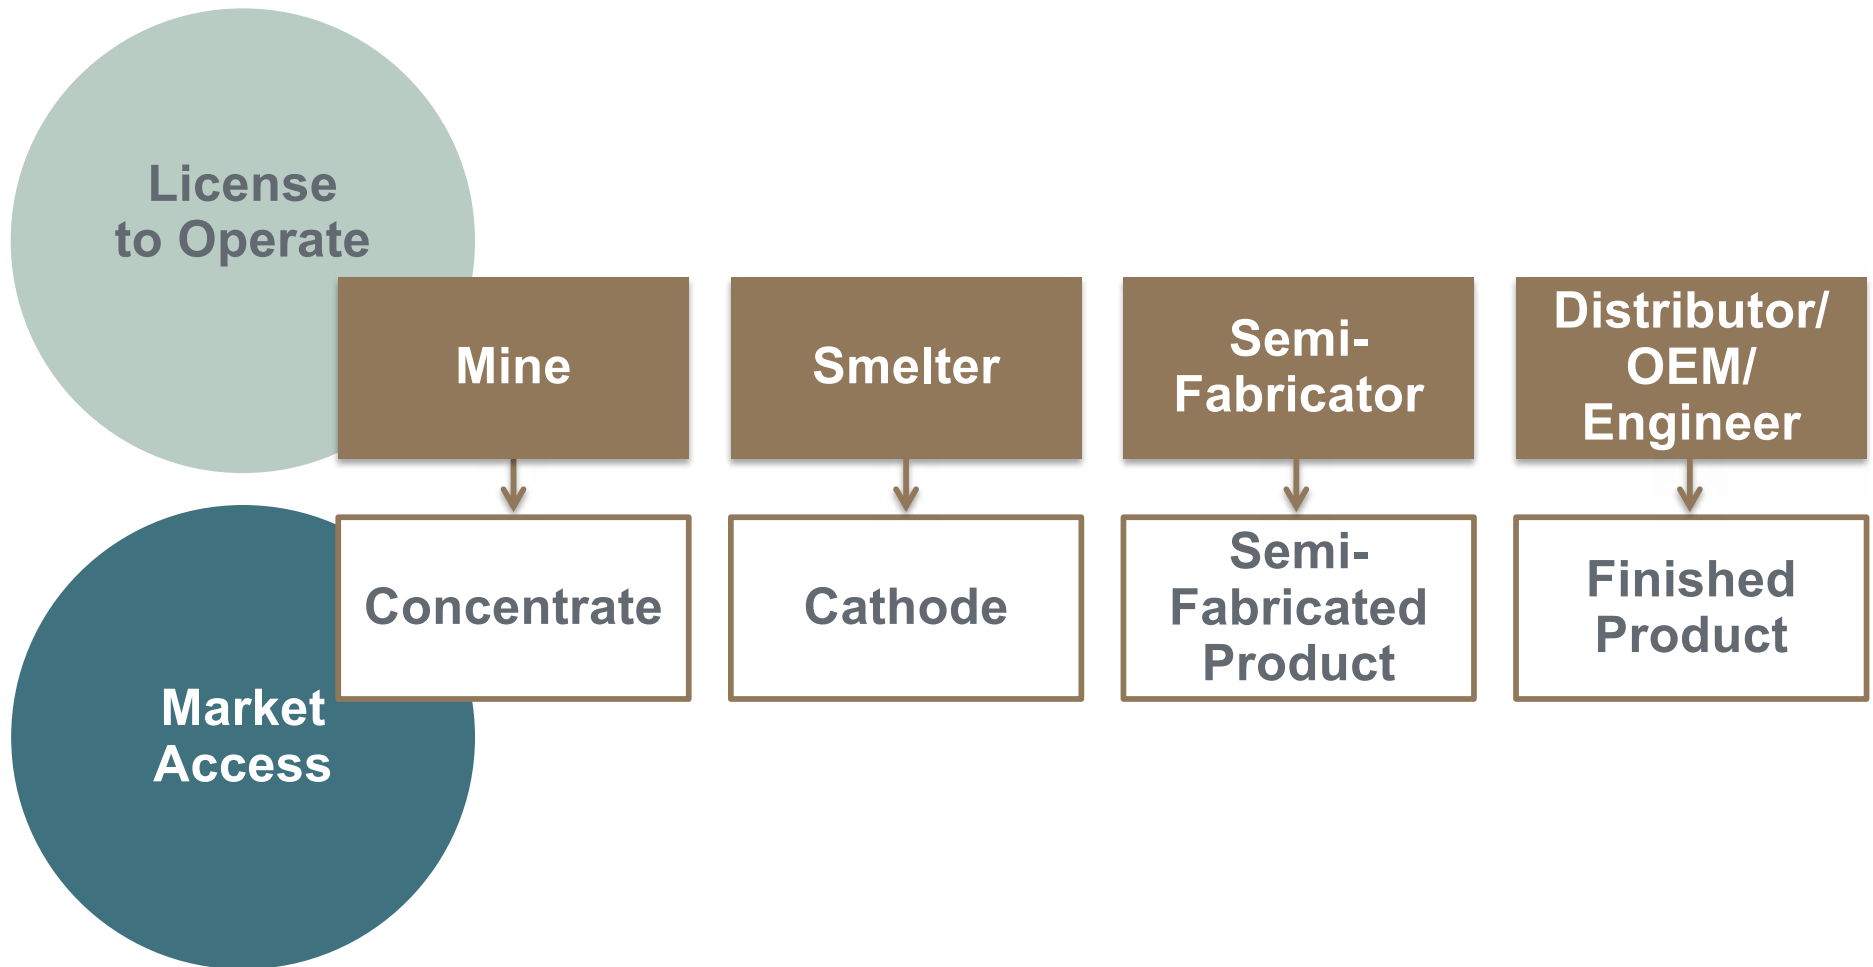 License
to Operate
Mine
Smelter
Semi-
Fabricator
Distributor/
OEM/
Engineer
Concentrate
Cathode
Semi-
Fabricated
Product
Finished
Product
Market
Access